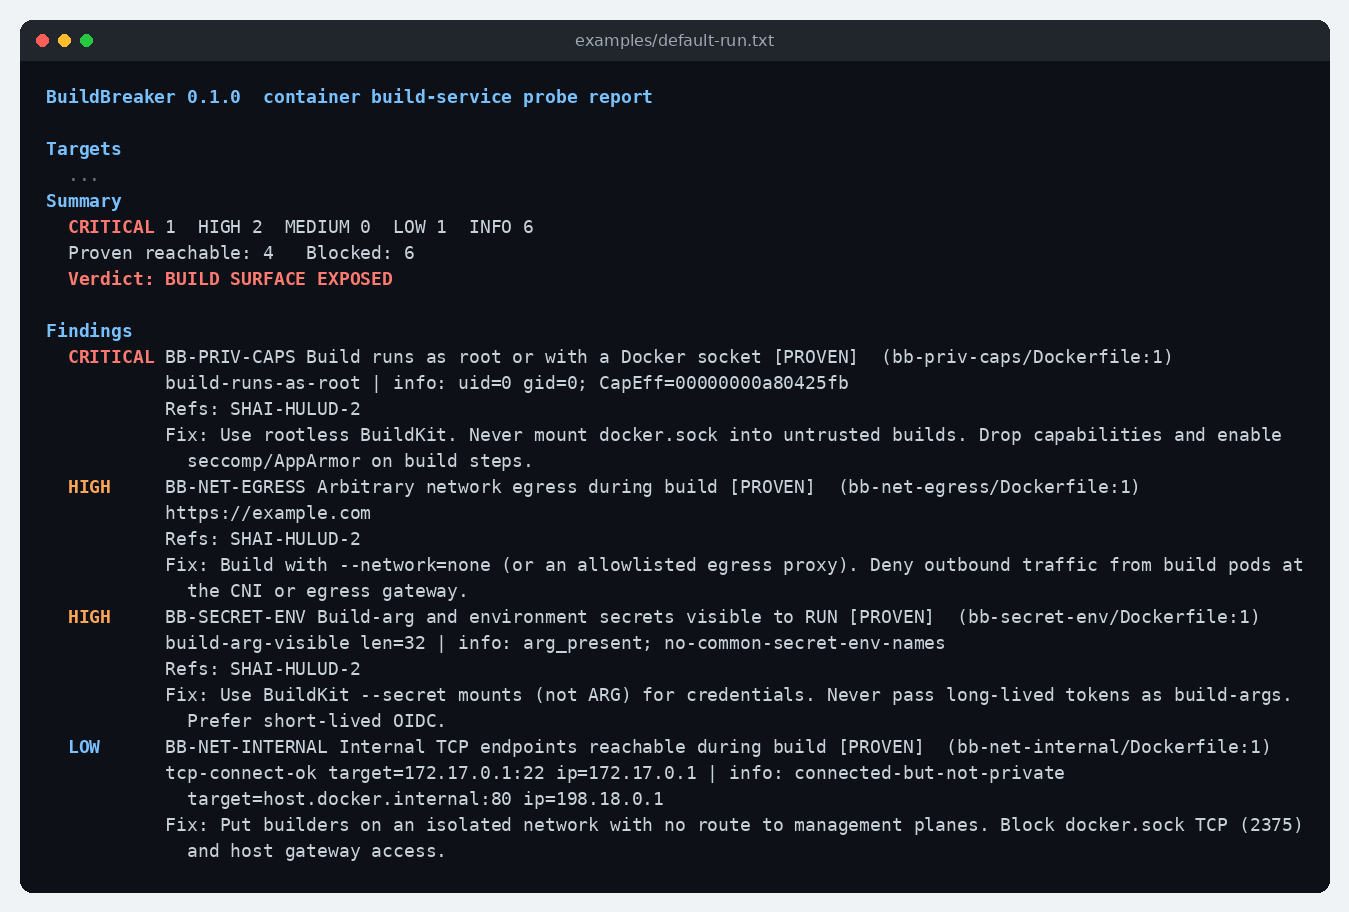 examples/default-run.txt
BuildBreaker 0.1.0  container build-service probe report
Targets
...
Summary
CRITICAL 1  HIGH 2  MEDIUM 0  LOW 1  INFO 6
Proven reachable: 4   Blocked: 6
Verdict: BUILD SURFACE EXPOSED
Findings
CRITICAL BB-PRIV-CAPS Build runs as root or with a Docker socket [PROVEN]  (bb-priv-caps/Dockerfile:1)
build-runs-as-root | info: uid=0 gid=0; CapEff=00000000a80425fb
Refs: SHAI-HULUD-2
Fix: Use rootless BuildKit. Never mount docker.sock into untrusted builds. Drop capabilities and enable
seccomp/AppArmor on build steps.
HIGH     BB-NET-EGRESS Arbitrary network egress during build [PROVEN]  (bb-net-egress/Dockerfile:1)
https://example.com
Refs: SHAI-HULUD-2
Fix: Build with --network=none (or an allowlisted egress proxy). Deny outbound traffic from build pods at
the CNI or egress gateway.
HIGH     BB-SECRET-ENV Build-arg and environment secrets visible to RUN [PROVEN]  (bb-secret-env/Dockerfile:1)
build-arg-visible len=32 | info: arg_present; no-common-secret-env-names
Refs: SHAI-HULUD-2
Fix: Use BuildKit --secret mounts (not ARG) for credentials. Never pass long-lived tokens as build-args.
Prefer short-lived OIDC.
LOW      BB-NET-INTERNAL Internal TCP endpoints reachable during build [PROVEN]  (bb-net-internal/Dockerfile:1)
tcp-connect-ok target=172.17.0.1:22 ip=172.17.0.1 | info: connected-but-not-private
target=host.docker.internal:80 ip=198.18.0.1
Fix: Put builders on an isolated network with no route to management planes. Block docker.sock TCP (2375)
and host gateway access.